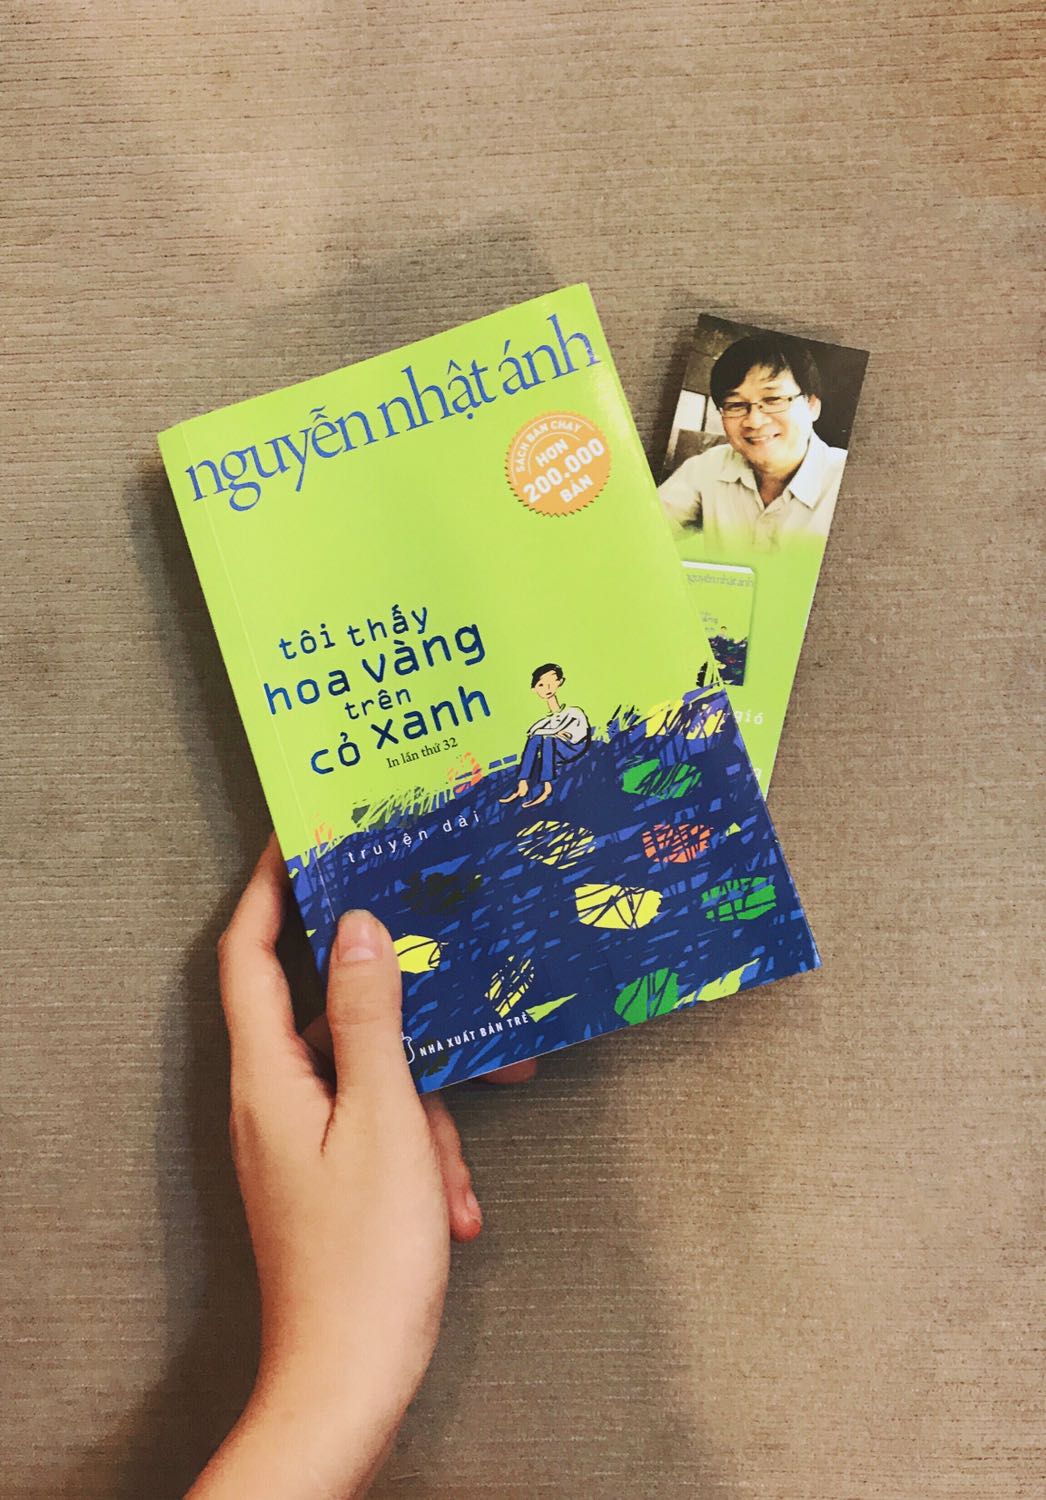 nguyễn nhật ánh
SÁCH BÁN CHẠY
HƠN
200.000
BẢN
tôi thấy
hoa vàng
trên
cỏ xanh
In lần thứ 32
truyện dài
NHÀ XUẤT BẢN TRẺ
nguyễn nhật ánh
gió